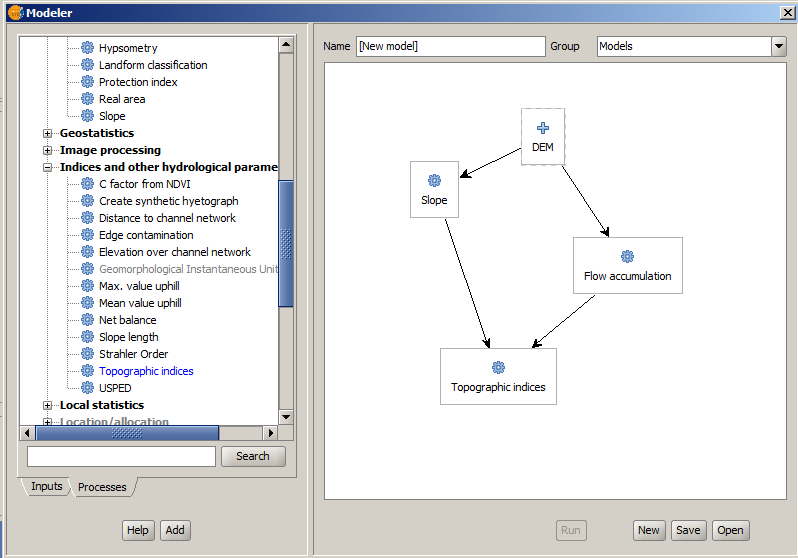 Modeler
Hypsometry
Landform classification
Protection index
Real area
Slope
Geostatistics
Image processing
Indices and other hydrological parame
C factor from NDVI
Create synthetic hyetograph
Distance to channel network
Edge contamination
Elevation over channel network
Geomorphological Instantaneous Unit
Max. value uphill
Mean value uphill
Net balance
Slope length
Strahler Order
Topographic indices
USPED
Local statistics
Location/allocation
Search
Inputs Processes
Help Add
Name [New model] Group Models
DEM
Slope
Flow accumulation
Topographic indices
Run New Save Open